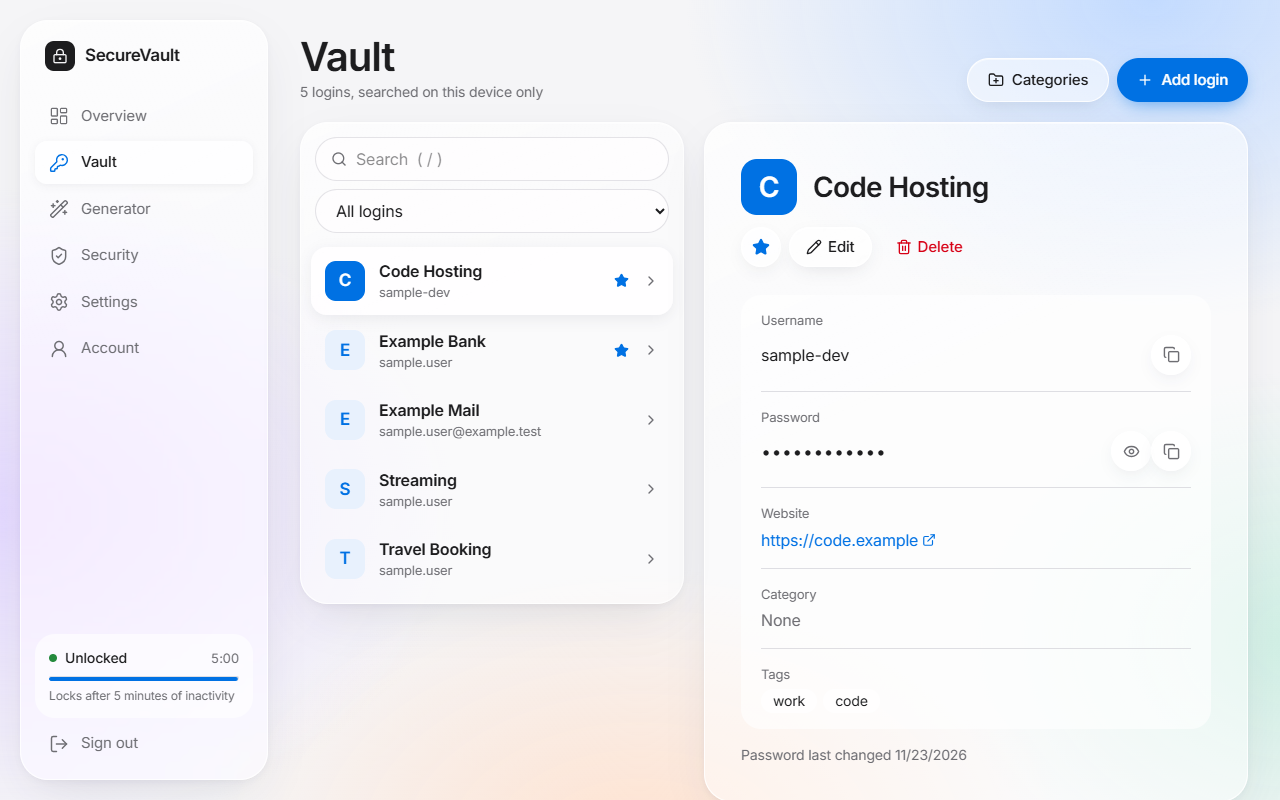 SecureVault
Overview
Vault
Generator
Security
Settings
Account
Unlocked 5:00
Locks after 5 minutes of inactivity
Sign out
Vault
5 logins, searched on this device only
Categories
Add login
Search ( / )
All logins
C Code Hosting
sample-dev
E Example Bank
sample.user
E Example Mail
sample.user@example.test
S Streaming
sample.user
T Travel Booking
sample.user
C Code Hosting
Edit Delete
Username
sample-dev
Password
••••••••••••
Website
https://code.example
Category
None
Tags
work code
Password last changed 11/23/2026